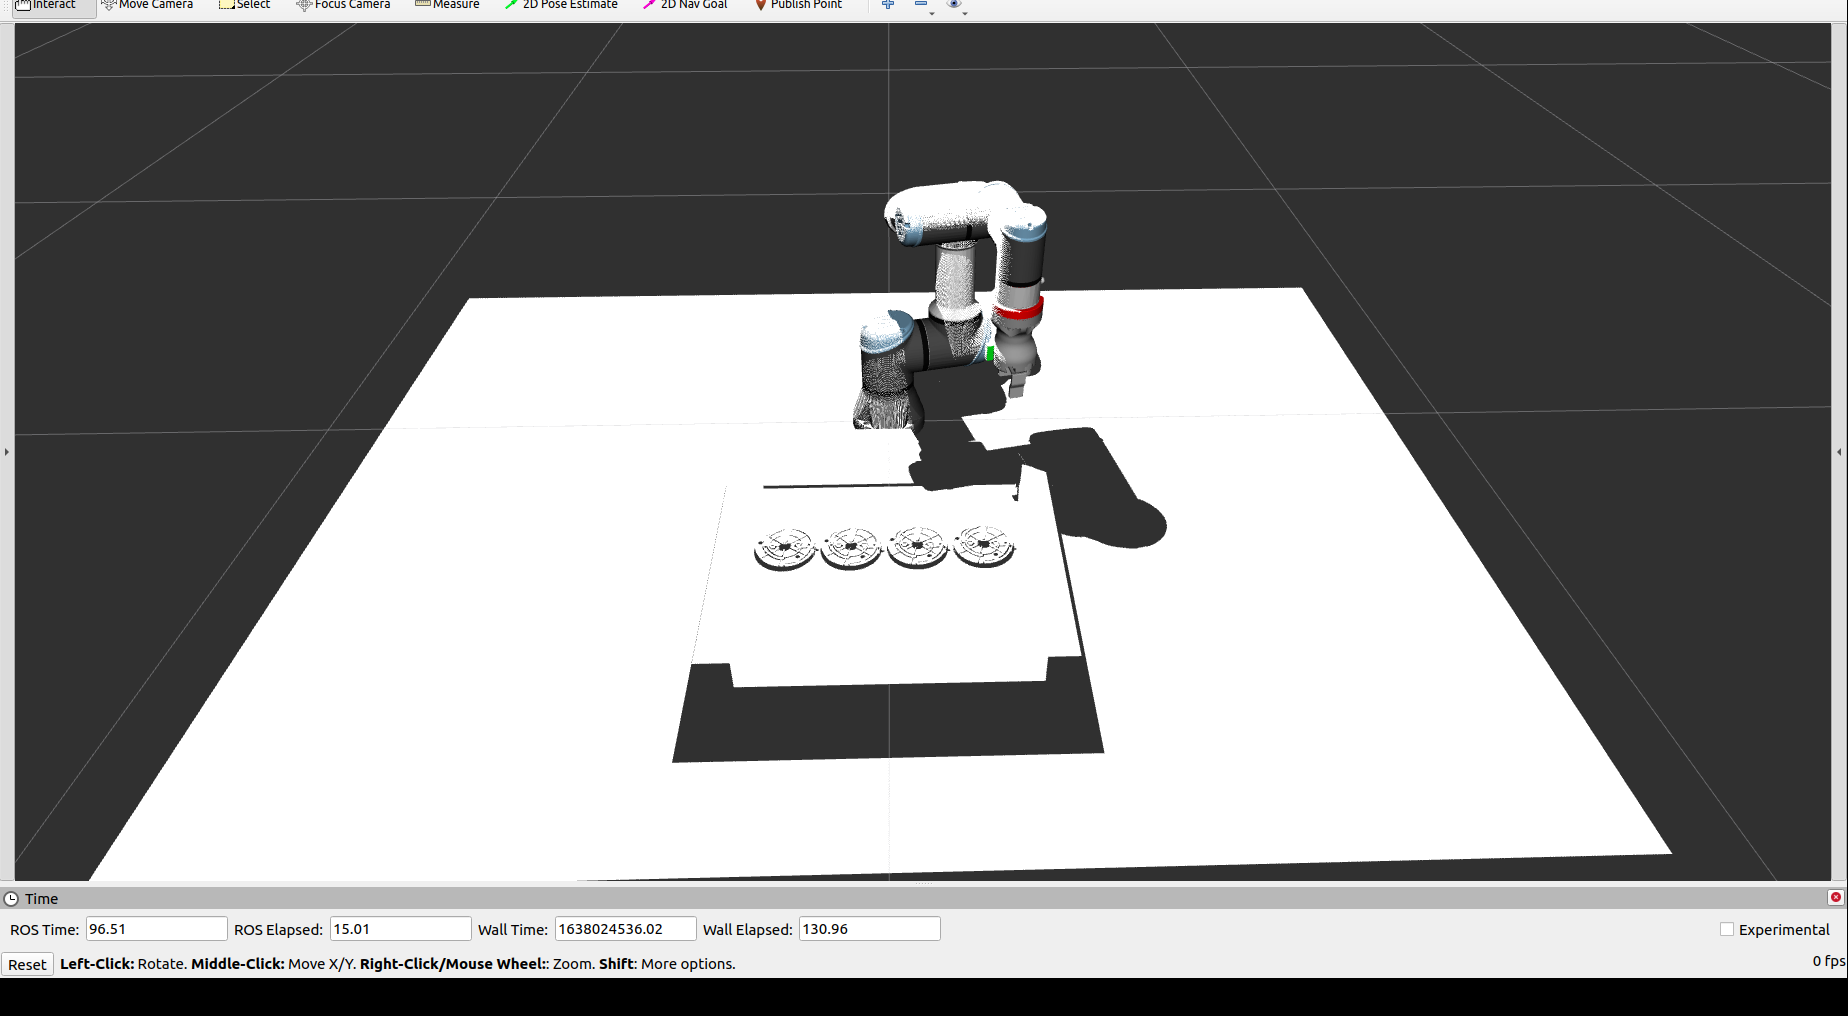 Interact Move Camera Select Focus Camera Measure 2D Pose Estimate 2D Nav Goal Publish Point
Time
ROS Time: 96.51 ROS Elapsed: 15.01 Wall Time: 1638024536.02 Wall Elapsed: 130.96 Experimental
Reset Left-Click: Rotate. Middle-Click: Move X/Y. Right-Click/Mouse Wheel:: Zoom. Shift: More options. 0 fps